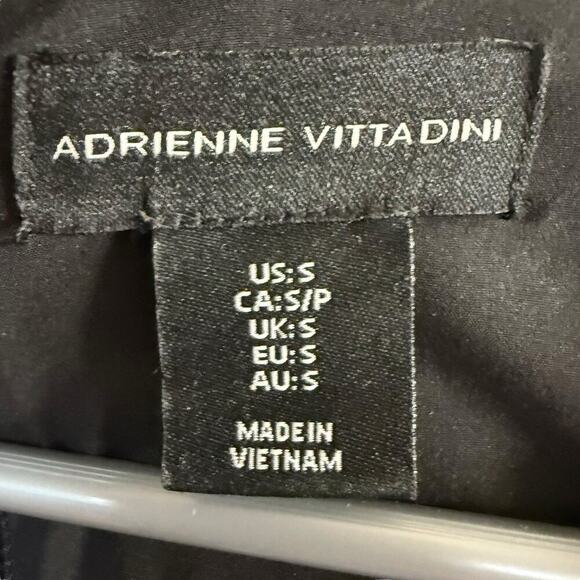 ADRIENNE VITTADINI
US:S
CA:S/P
UK:S
EU:S
AU:S
MADE IN
VIETNAM